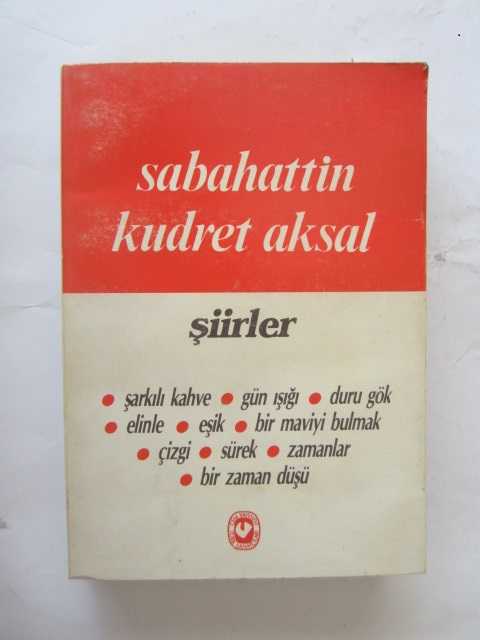 sabahattin
kudret aksal
şiirler
• şarkılı kahve • gün ışığı • duru gök
• elinle • eşik • bir maviyi bulmak
• çizgi • sürek • zamanlar
• bir zaman düşü